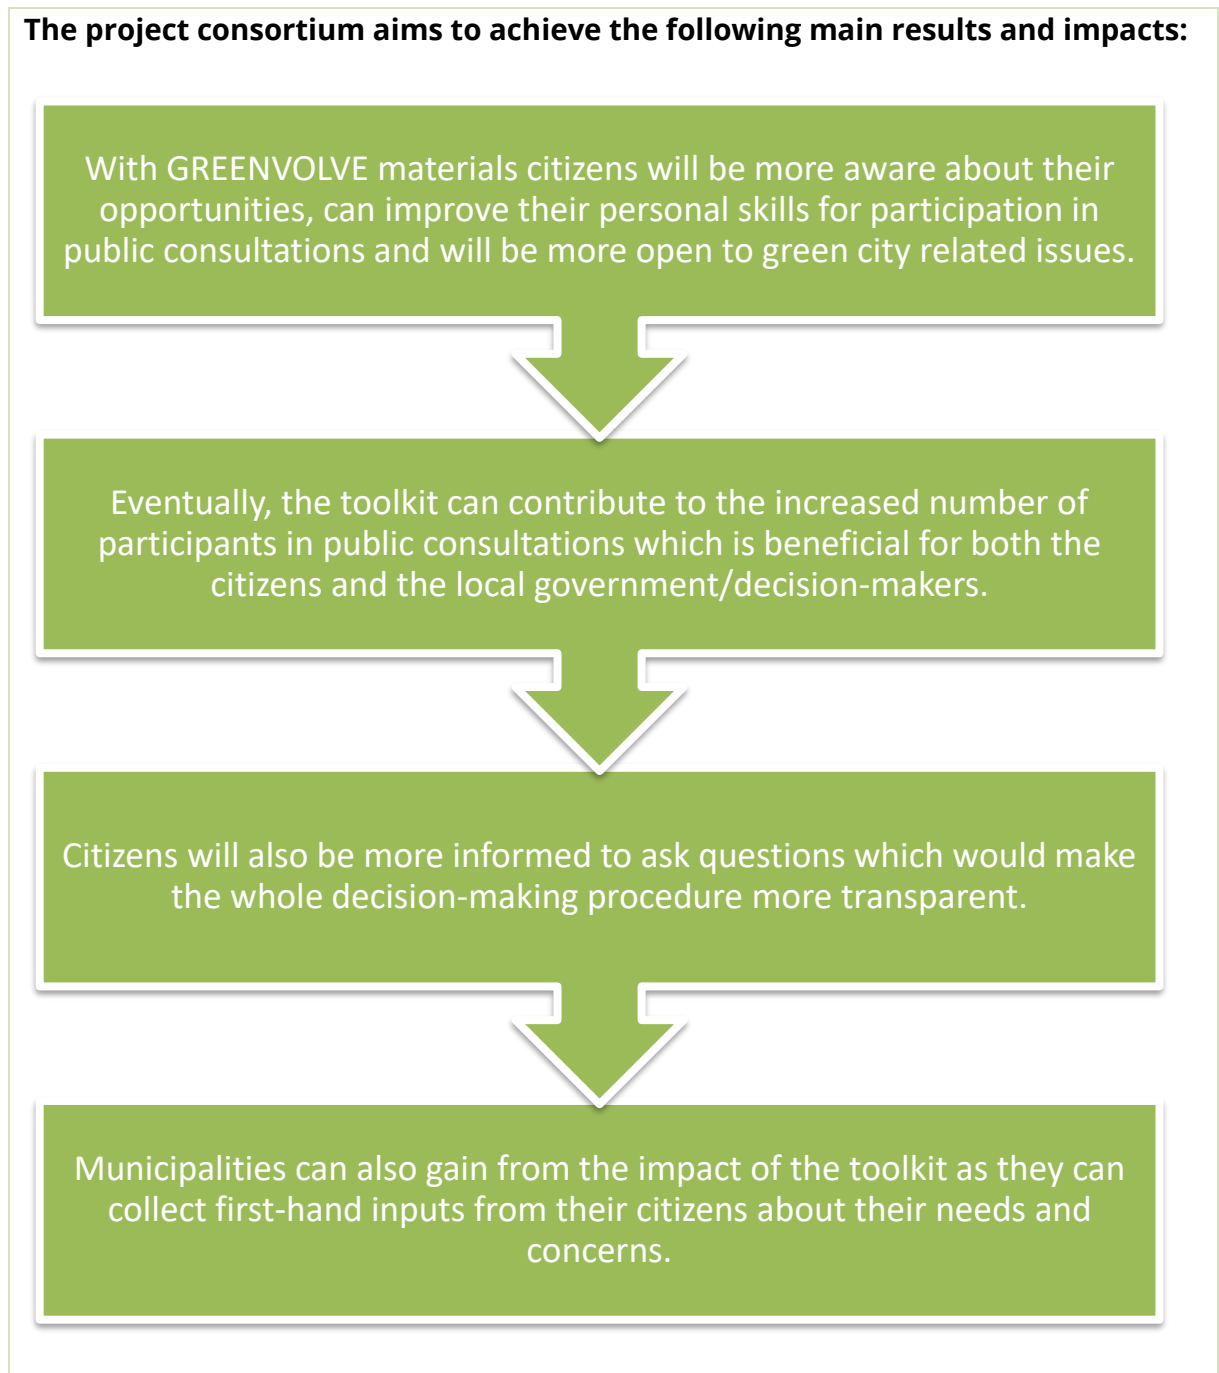 The project consortium aims to achieve the following main results and impacts:
With GREENVOLVE materials citizens will be more aware about their
opportunities, can improve their personal skills for participation in
public consultations and will be more open to green city related issues.
Eventually, the toolkit can contribute to the increased number of
participants in public consultations which is beneficial for both the
citizens and the local government/decision-makers.
Citizens will also be more informed to ask questions which would make
the whole decision-making procedure more transparent.
Municipalities can also gain from the impact of the toolkit as they can
collect first-hand inputs from their citizens about their needs and
concerns.